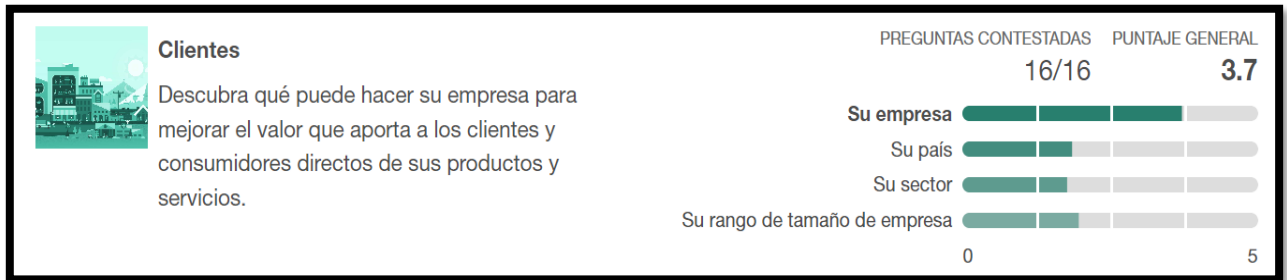 Clientes
Descubra qué puede hacer su empresa para
mejorar el valor que aporta a los clientes y
consumidores directos de sus productos y
servicios.
PREGUNTAS CONTESTADAS PUNTAJE GENERAL
16/16 3.7
Su empresa
Su país
Su sector
Su rango de tamaño de empresa
0 5